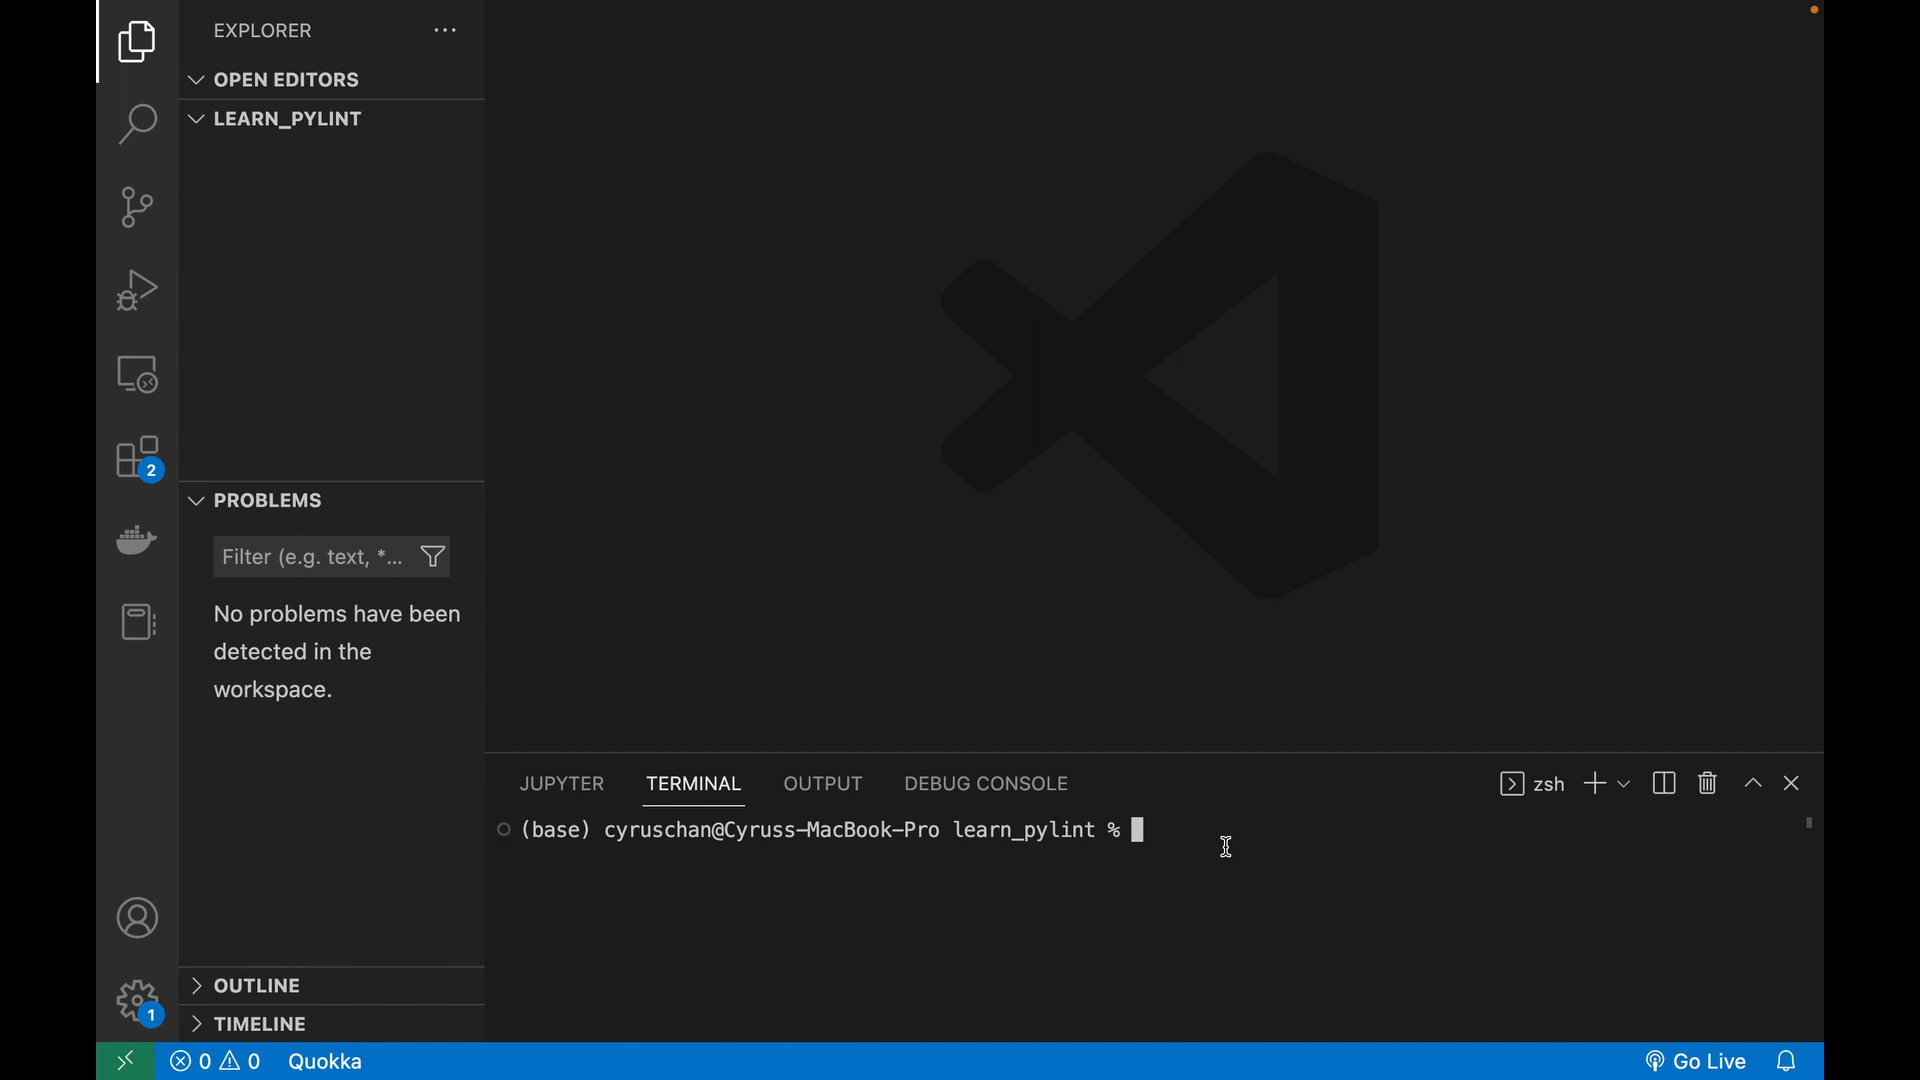 EXPLORER
OPEN EDITORS
LEARN_PYLINT
2
PROBLEMS
Filter (e.g. text, *...
No problems have been
detected in the
workspace.
OUTLINE
1
TIMELINE
JUPYTER TERMINAL OUTPUT DEBUG CONSOLE zsh
(base) cyruschan@Cyruss-MacBook-Pro learn_pylint %
0 0 Quokka Go Live